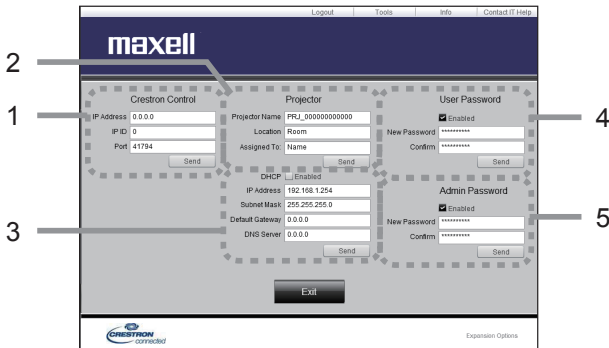 Logout Tools Info Contact IT Help
maxell
2
1
3
4
5
Crestron Control
IP Address 0.0.0.0
IP ID 0
Port 41794
Send
Projector
Projector Name PRJ_000000000000
Location Room
Assigned To: Name
Send
DHCP Enabled
IP Address 192.168.1.254
Subnet Mask 255.255.255.0
Default Gateway 0.0.0.0
DNS Server 0.0.0.0
Send
User Password
Enabled
New Password **********
Confirm **********
Send
Admin Password
Enabled
New Password **********
Confirm **********
Send
Exit
CRESTRON
connected
Expansion Options